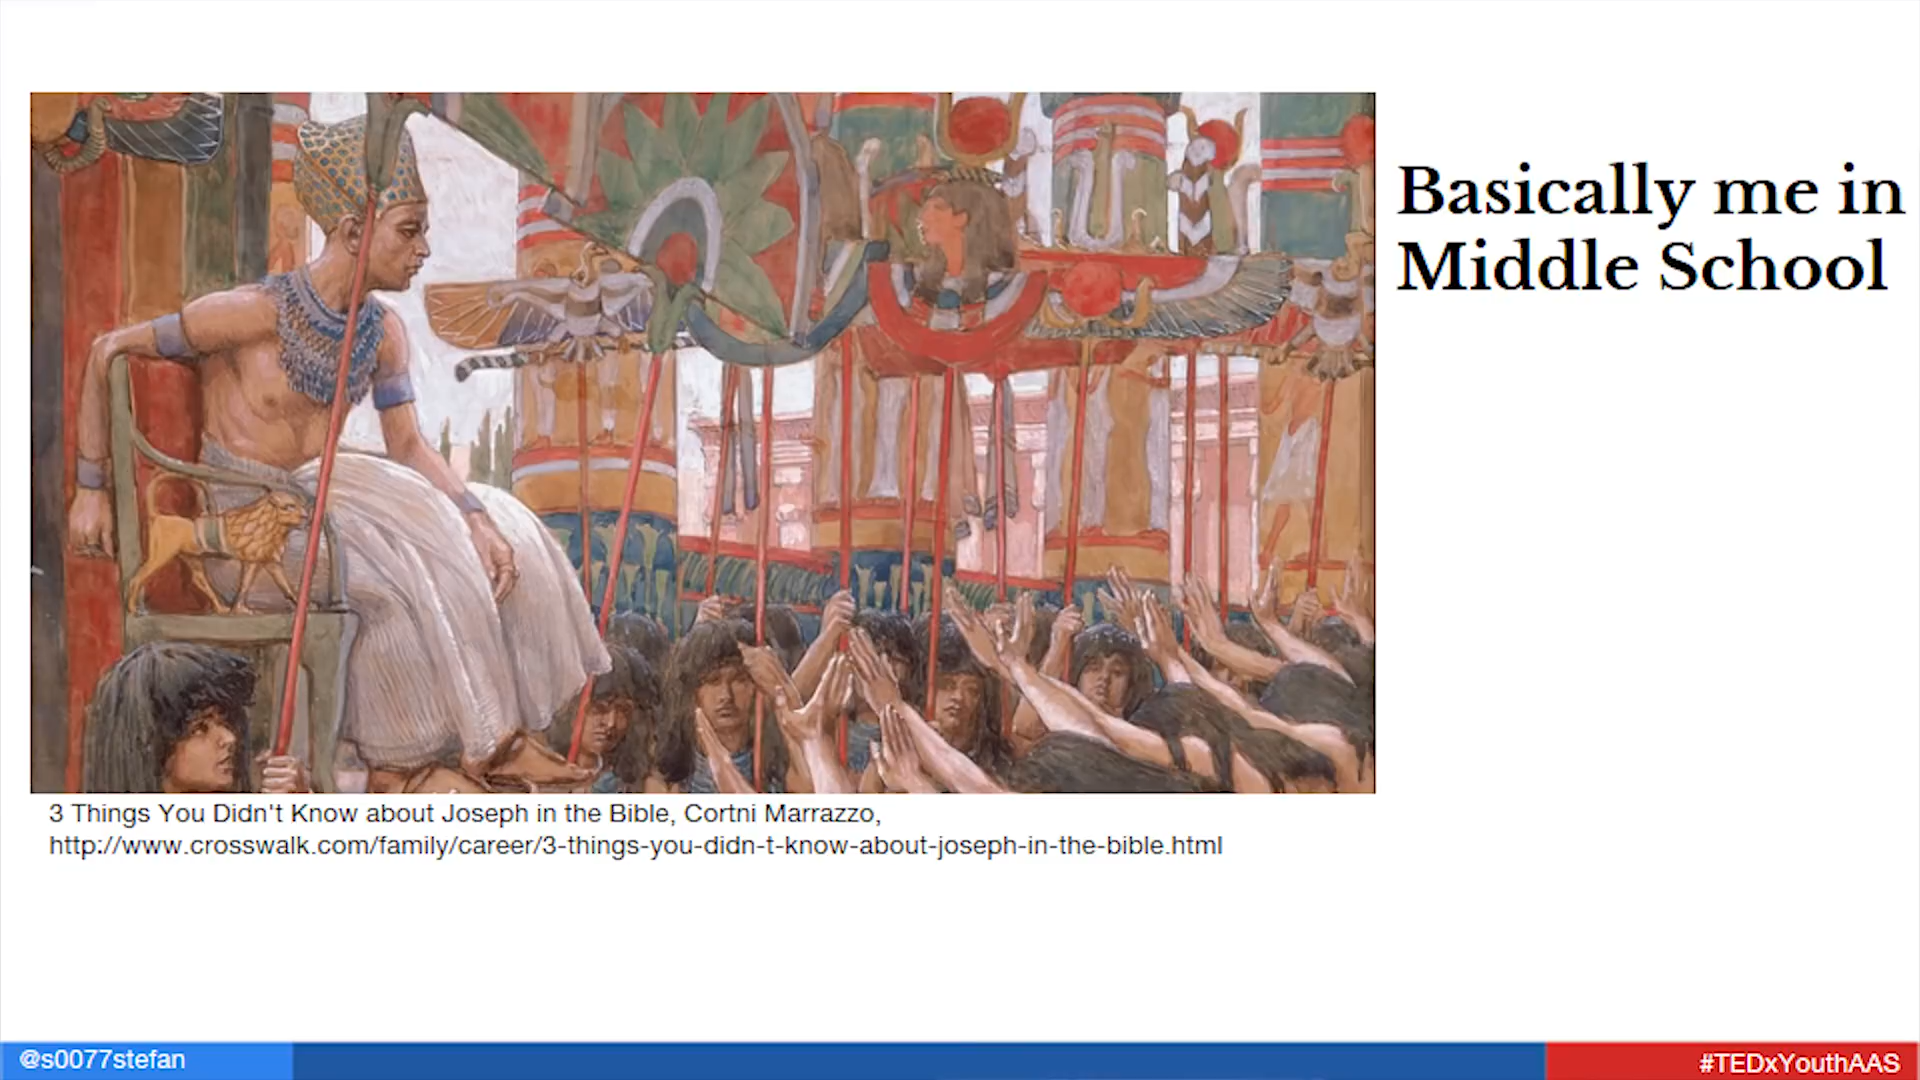 Basically me in
Middle School
3 Things You Didn't Know about Joseph in the Bible, Cortni Marrazzo,
http://www.crosswalk.com/family/career/3-things-you-didn-t-know-about-joseph-in-the-bible.html
@s0077stefan
#TEDxYouthAAS